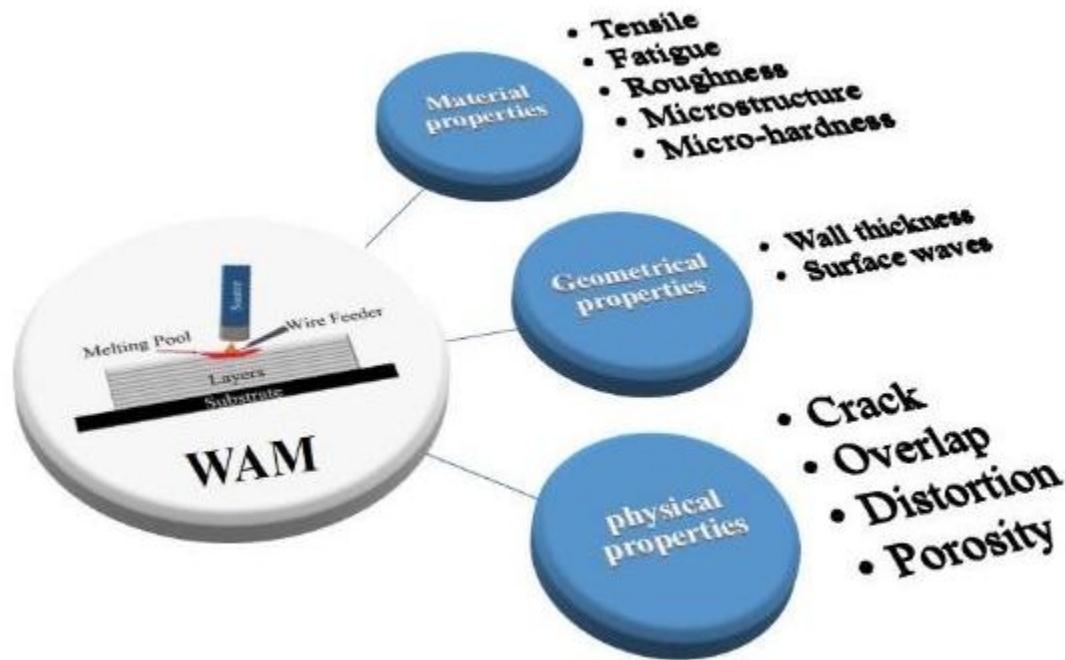 • Tensile
• Fatigue
• Roughness
• Microstructure
• Micro-hardness
Material
properties
• Wall thickness
• Surface waves
Geometrical
properties
Wire Feeder
Melting Pool
Layers
Substrate
WAM
• Crack
• Overlap
• Distortion
• Porosity
physical
properties